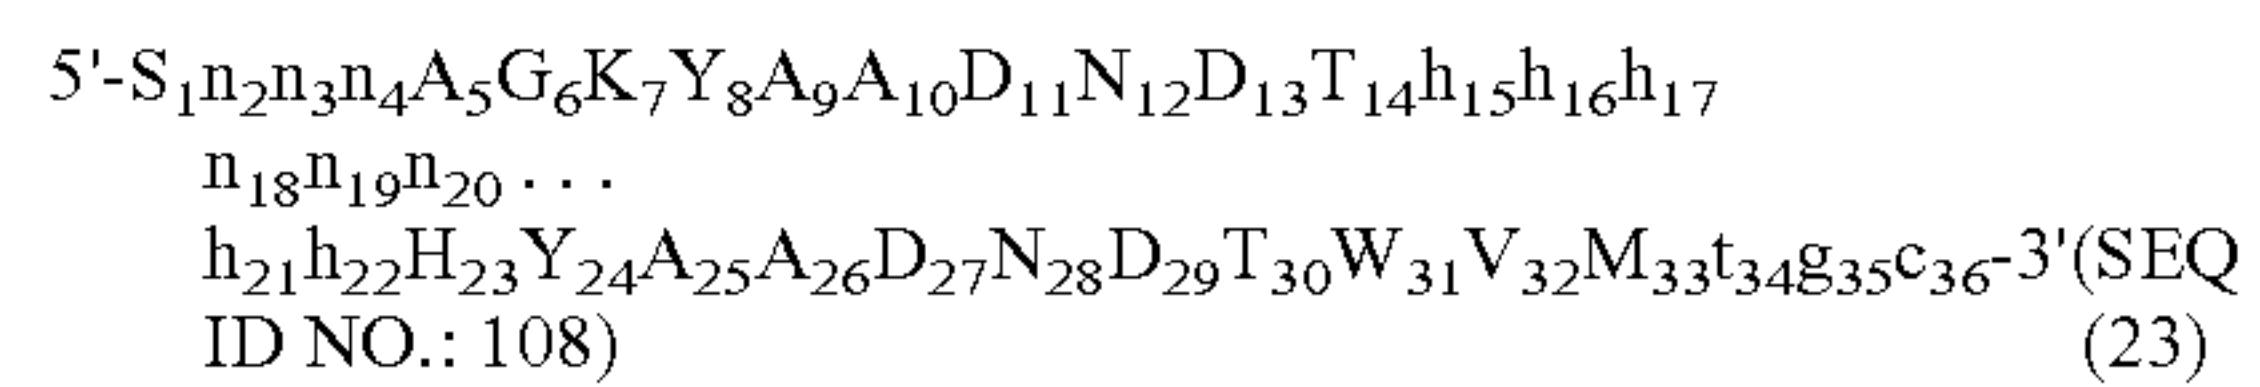 5'-S₁n₂n₃n₄A₅G₆K₇Y₈A₉A₁₀D₁₁N₁₂D₁₃T₁₄h₁₅h₁₆h₁₇
n₁₈n₁₉n₂₀ . . .
h₂₁h₂₂H₂₃Y₂₄A₂₅A₂₆D₂₇N₂₈D₂₉T₃₀W₃₁V₃₂M₃₃t₃₄g₃₅c₃₆-3'(SEQ
ID NO.: 108) (23)